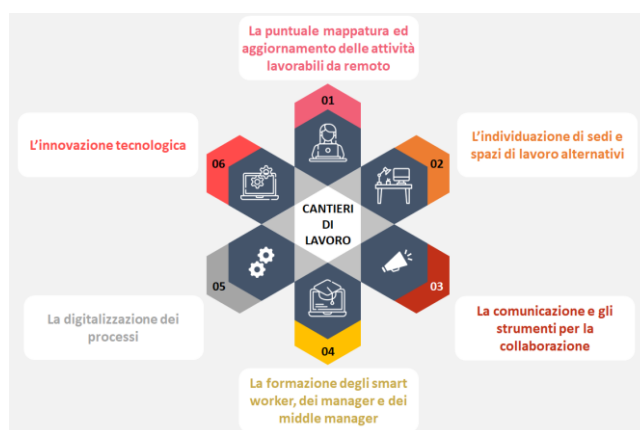 La puntuale mappatura ed
aggiornamento delle attività
lavorabili da remoto
01
L'innovazione tecnologica
06
02
L'individuazione di sedi e
spazi di lavoro alternativi
CANTIERI
DI
LAVORO
05
03
La digitalizzazione dei
processi
La comunicazione e gli
strumenti per la
collaborazione
04
La formazione degli smart
worker, dei manager e dei
middle manager